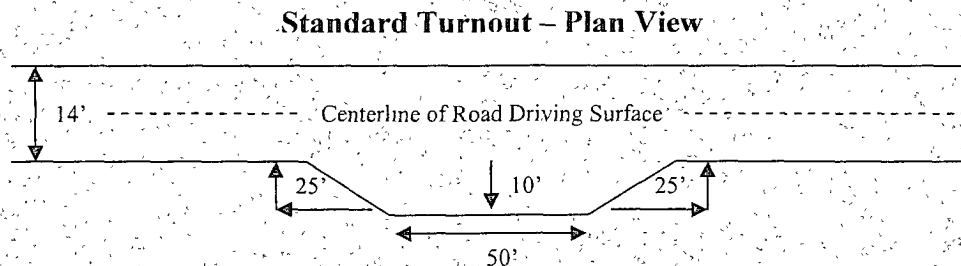 Standard Turnout – Plan View
14'
Centerline of Road Driving Surface
25'
10'
25'
50'